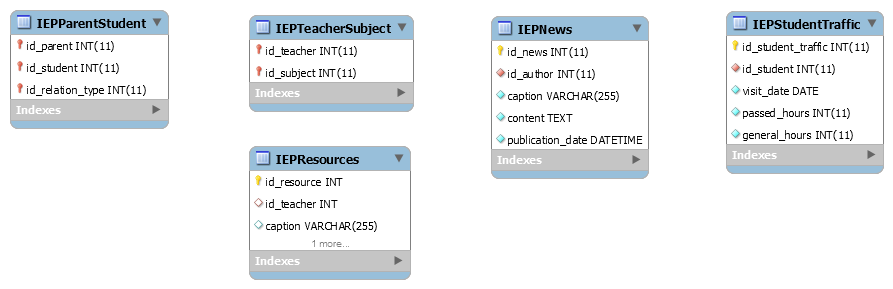 IEPParentStudent
id_parent INT(11)
id_student INT(11)
id_relation_type INT(11)
Indexes
IEPTeacherSubject
id_teacher INT(11)
id_subject INT(11)
Indexes
IEPResources
id_resource INT
id_teacher INT
caption VARCHAR(255)
1 more...
Indexes
IEPNews
id_news INT(11)
id_author INT(11)
caption VARCHAR(255)
content TEXT
publication_date DATETIME
Indexes
IEPStudentTraffic
id_student_traffic INT(11)
id_student INT(11)
visit_date DATE
passed_hours INT(11)
general_hours INT(11)
Indexes